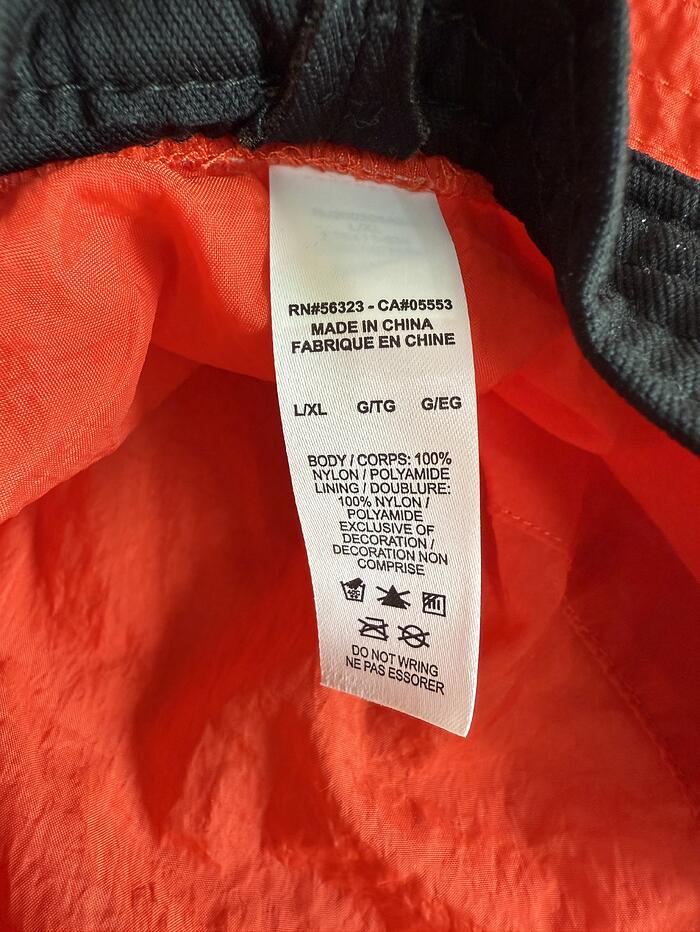 RN#56323 - CA#05553
MADE IN CHINA
FABRIQUE EN CHINE
L/XL G/TG G/EG
BODY / CORPS: 100%
NYLON / POLYAMIDE
LINING / DOUBLURE:
100% NYLON /
POLYAMIDE
EXCLUSIVE OF
DECORATION /
DECORATION NON
COMPRISE
DO NOT WRING
NE PAS ESSORER